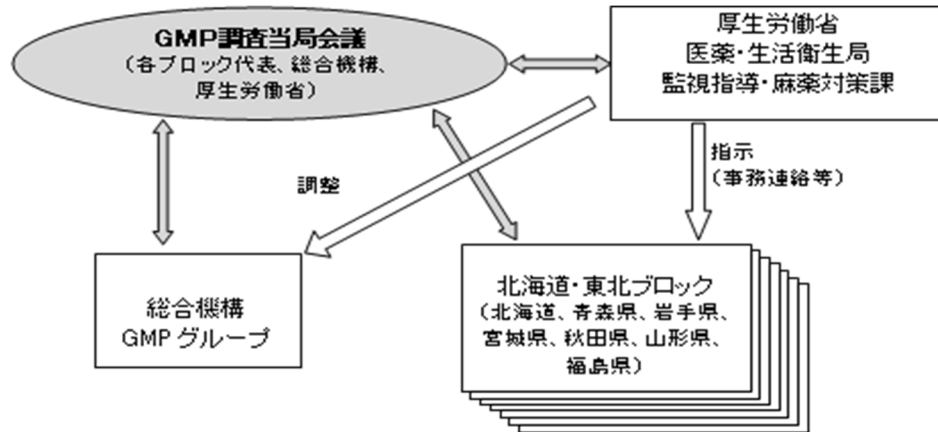 GMP調査当局会議
（各ブロック代表、総合機構、
厚生労働省）
厚生労働省
医薬・生活衛生局
監視指導・麻薬対策課
調整
指示
（事務連絡等）
総合機構
GMPグループ
北海道・東北ブロック
（北海道、青森県、岩手県、
宮城県、秋田県、山形県、
福島県）